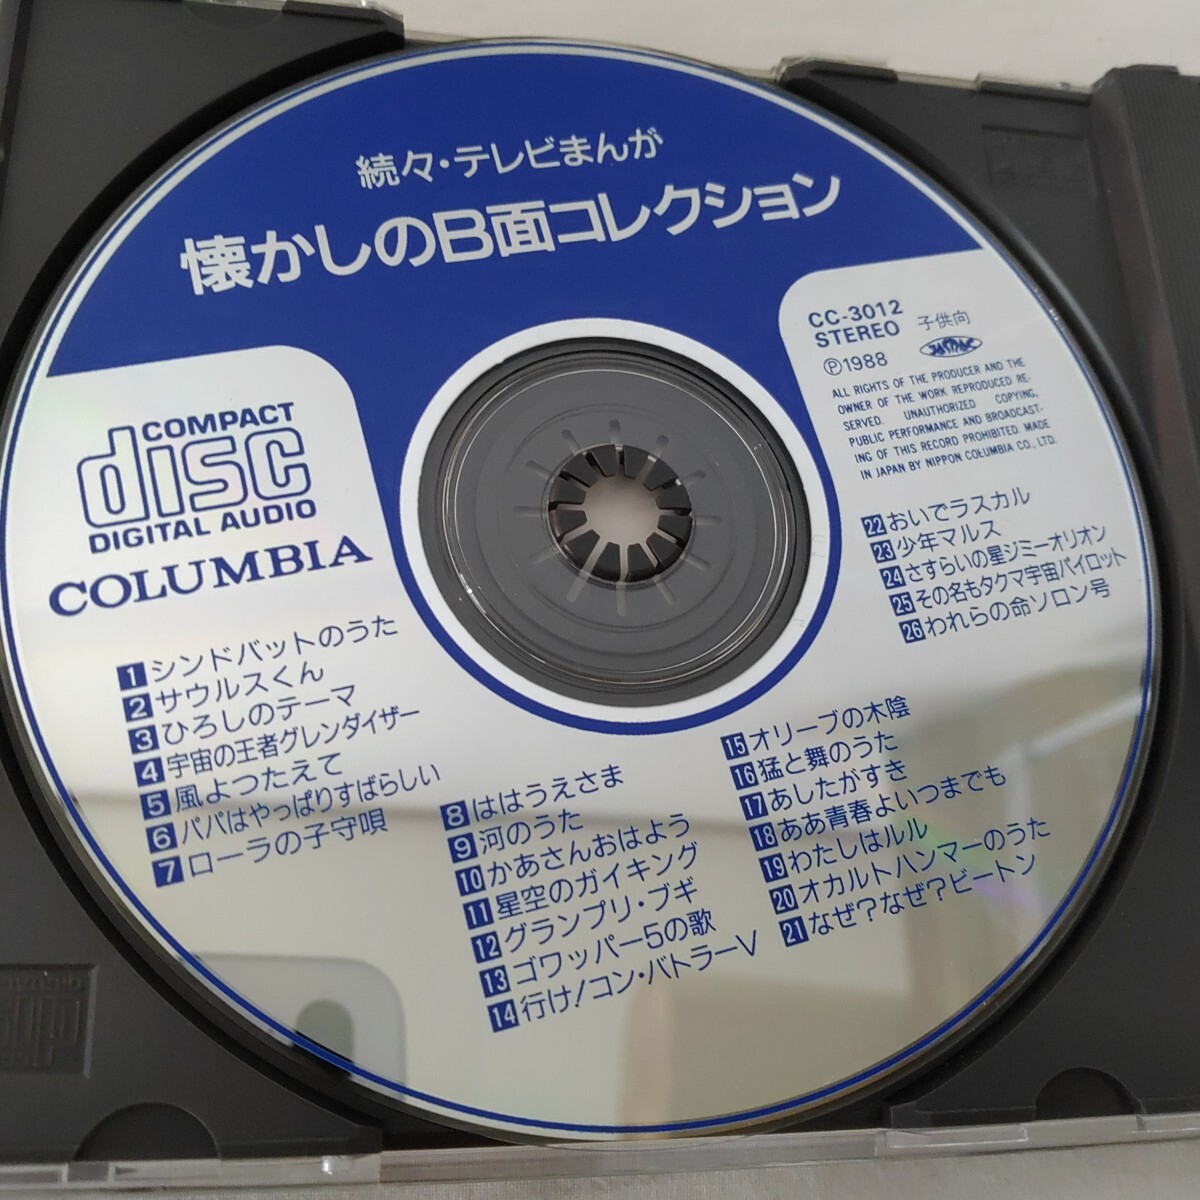 続々・テレビまんが
懐かしのB面コレクション
CC-3012
STEREO 子供向
Ⓟ1988
ALL RIGHTS OF THE PRODUCER AND THE
OWNER OF THE WORK REPRODUCED RE-
SERVED. UNAUTHORIZED COPYING,
PUBLIC PERFORMANCE AND BROADCAST-
ING OF THIS RECORD PROHIBITED. MADE
IN JAPAN BY NIPPON COLUMBIA CO., LTD.
COMPACT
disc
DIGITAL AUDIO
COLUMBIA
1 シンドバットのうた
2 サウルスくん
3 ひろしのテーマ
4 宇宙の王者グレンダイザー
5 風よつたえて
6 パパはやっぱりすばらしい
7 ローラの子守唄
8 ははうえさま
9 河のうた
10 かあさんおはよう
11 星空のガイキング
12 グランプリ・ブギ
13 ゴワッパー5の歌
14 行け!コン・バトラーV
15 オリーブの木陰
16 猛と舞のうた
17 あしたがすき
18 ああ青春よいつまでも
19 わたしはルル
20 オカルトハンマーのうた
21 なぜ?なぜ?ビートン
22 おいでラスカル
23 少年マルス
24 さすらいの星ジミーオリオン
25 その名もタクマ宇宙パイロット
26 われらの命ソロン号